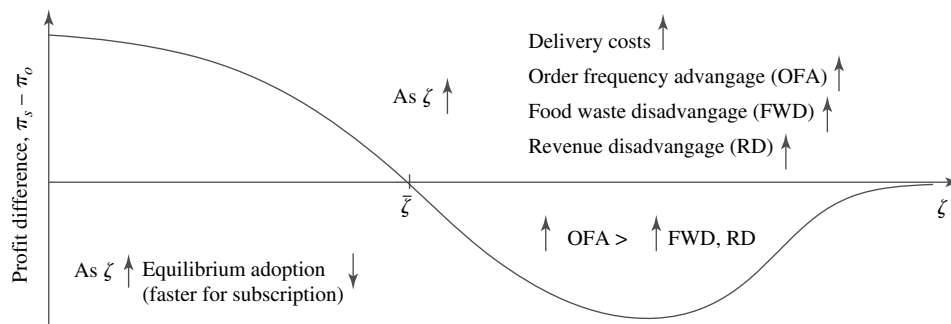 Profit difference, π_s − π_o
Delivery costs ↑
Order frequency advangage (OFA) ↑
As ζ ↑
Food waste disadvangage (FWD) ↑
Revenue disadvangage (RD) ↑
ζ̄
ζ
↑ OFA > ↑ FWD, RD
As ζ ↑ Equilibrium adoption ↓
(faster for subscription)